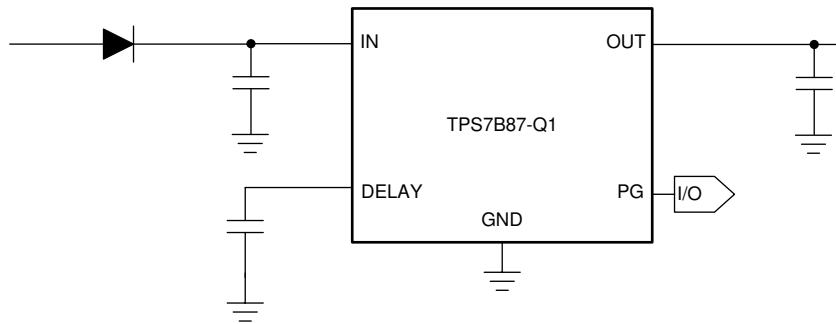 IN
OUT
TPS7B87-Q1
DELAY
PG
I/O
GND